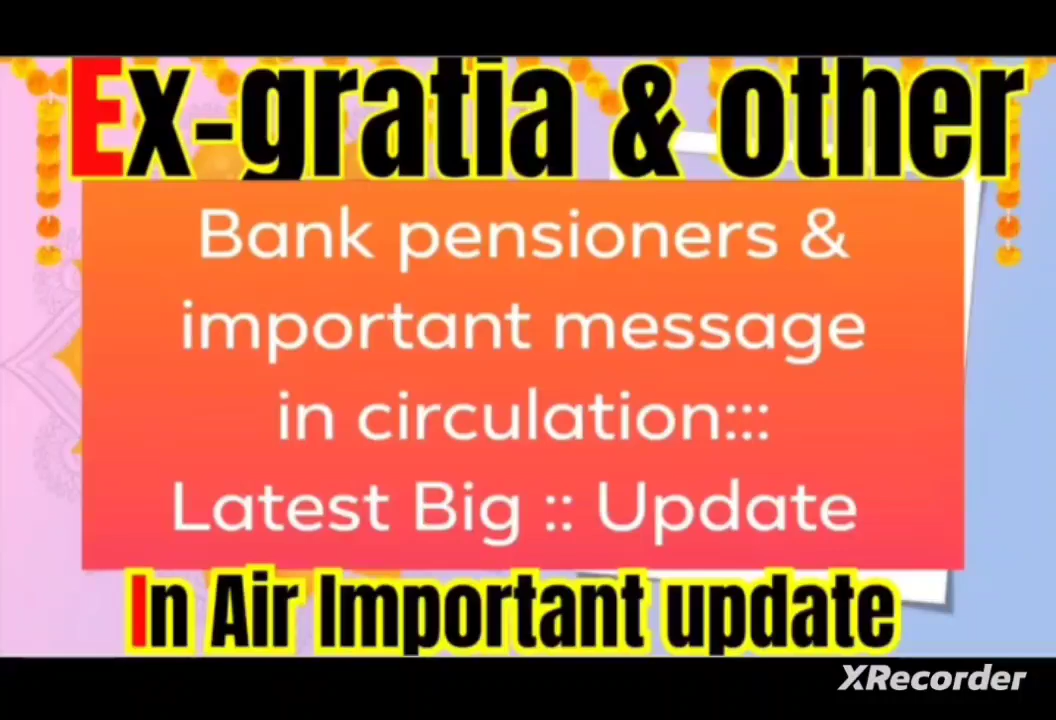 Ex-gratia & other
Bank pensioners &
important message
in circulation:::
Latest Big :: Update
In Air Important update
XRecorder